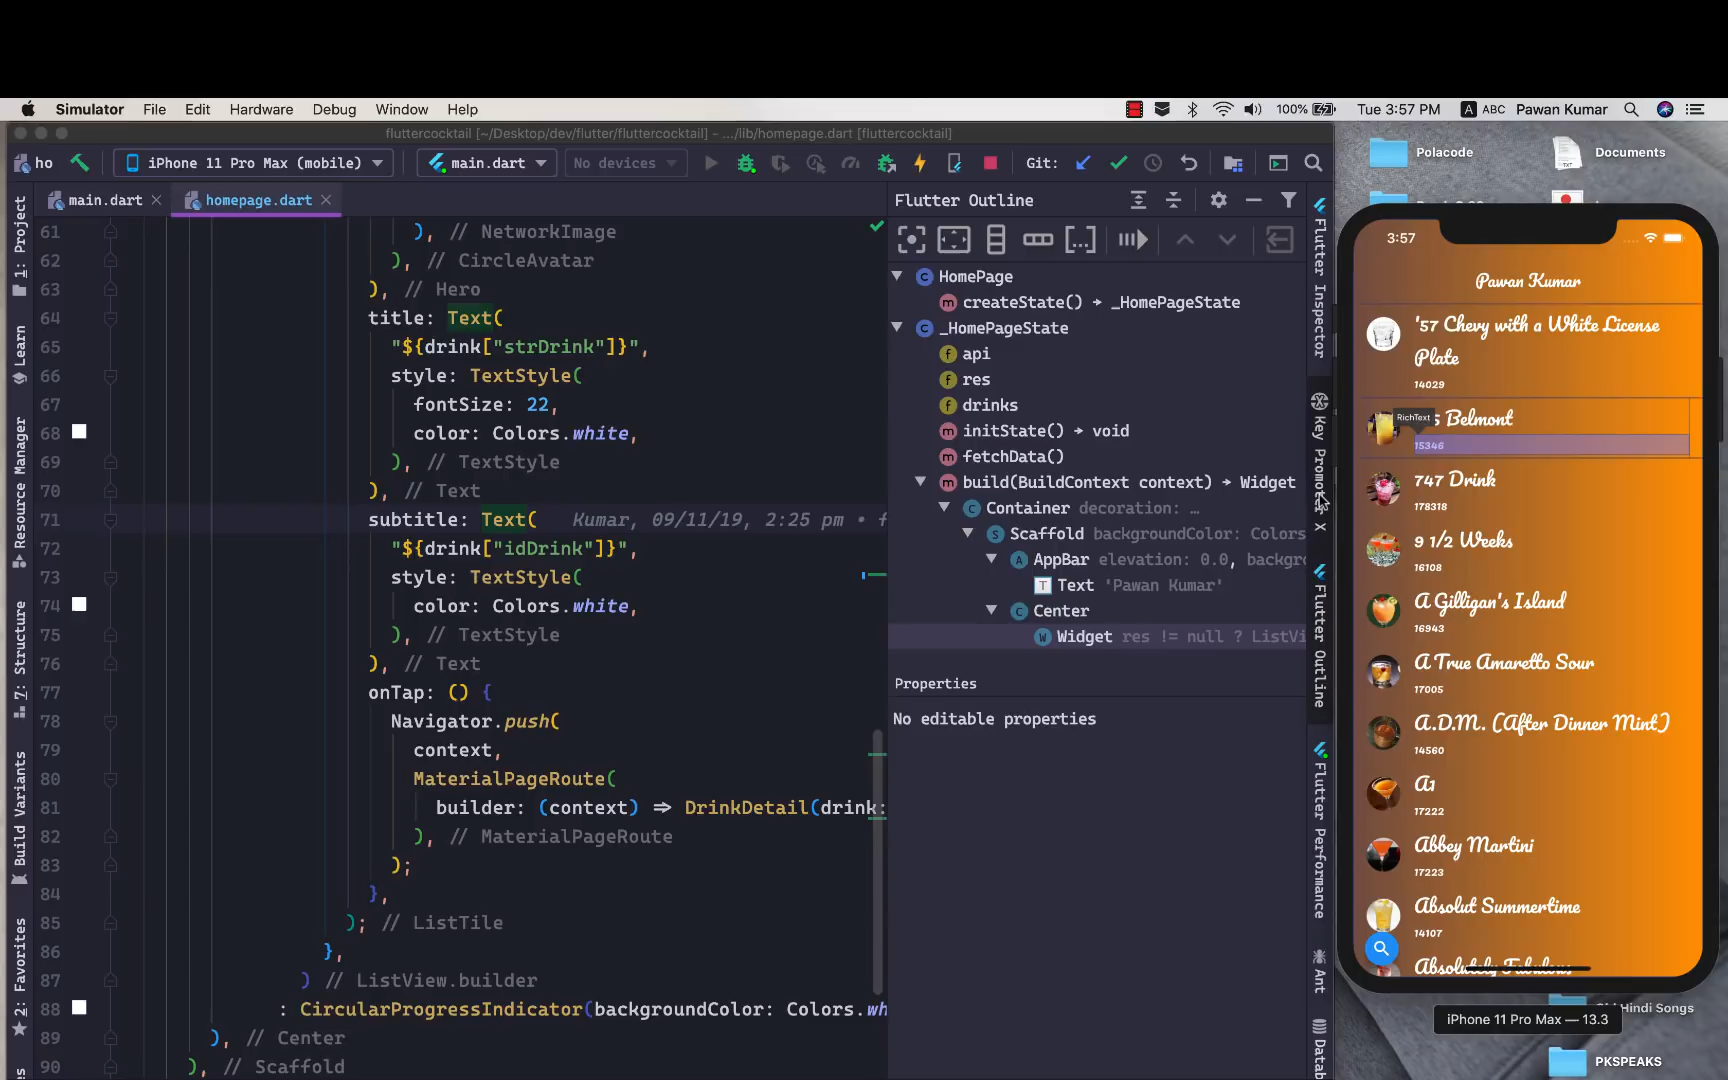 Simulator File Edit Hardware Debug Window Help
100% Tue 3:57 PM A ABC Pawan Kumar
fluttercocktail [~/Desktop/dev/flutter/fluttercocktail] - .../lib/homepage.dart [fluttercocktail]
ho iPhone 11 Pro Max (mobile) main.dart No devices Git:
main.dart homepage.dart
1: Project
Learn
Resource Manager
7: Structure
Build Variants
2: Favorites
61 ), // NetworkImage
62 ), // CircleAvatar
63 ), // Hero
64 title: Text(
65 "${drink["strDrink"]}",
66 style: TextStyle(
67 fontSize: 22,
68 color: Colors.white,
69 ), // TextStyle
70 ), // Text
71 subtitle: Text( Kumar, 09/11/19, 2:25 pm • f
72 "${drink["idDrink"]}",
73 style: TextStyle(
74 color: Colors.white,
75 ), // TextStyle
76 ), // Text
77 onTap: () {
78 Navigator.push(
79 context,
80 MaterialPageRoute(
81 builder: (context) => DrinkDetail(drink:
82 ), // MaterialPageRoute
83 );
84 },
85 ); // ListTile
86 },
87 ) // ListView.builder
88 : CircularProgressIndicator(backgroundColor: Colors.wh
89 ), // Center
90 ), // Scaffold
Flutter Outline
HomePage
createState() → _HomePageState
_HomePageState
api
res
drinks
initState() → void
fetchData()
build(BuildContext context) → Widget
Container decoration: …
Scaffold backgroundColor: Colors
AppBar elevation: 0.0, backgr
Text 'Pawan Kumar'
Center
Widget res != null ? ListVi
Properties
No editable properties
Flutter Inspector
Key Promoter X
Flutter Outline
Flutter Performance
Ant
Datab
Polacode
Documents
3:57
Pawan Kumar
'57 Chevy with a White License
Plate
14029
RichText
5 Belmont
15346
747 Drink
178318
9 1/2 Weeks
16108
A Gilligan's Island
16943
A True Amaretto Sour
17005
A.D.M. (After Dinner Mint)
14560
A1
17222
Abbey Martini
17223
Absolut Summertime
14107
Absolutely Fabulous
Hindi Songs
iPhone 11 Pro Max — 13.3
PKSPEAKS